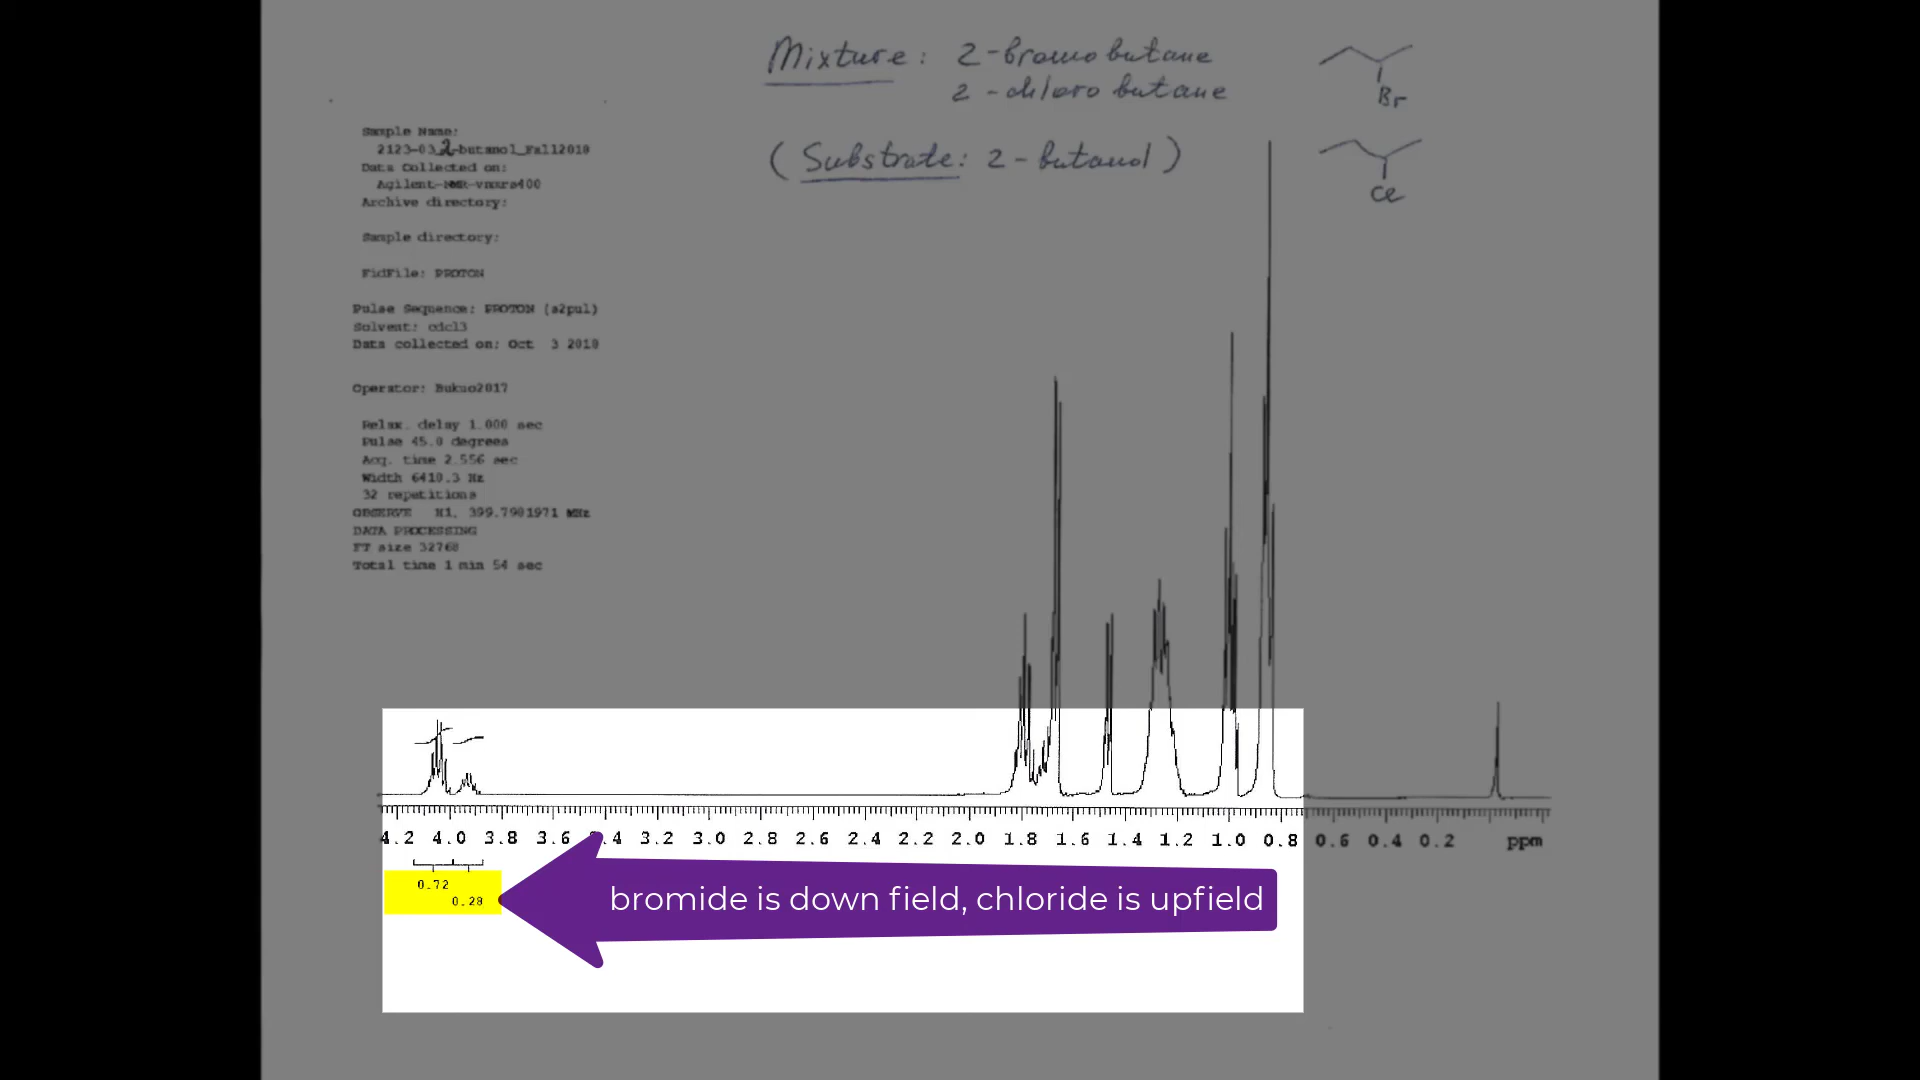 Mixture: 2-bromobutane
2-chlorobutane
Br
(Substrate: 2-butanol)
Cl
Sample Name:
2123-03_2-butanol_Fall2018
Data Collected on:
Agilent-NMR-vnmrs400
Archive directory:
Sample directory:
FidFile: PROTON
Pulse Sequence: PROTON (s2pul)
Solvent: cdcl3
Data collected on: Oct 3 2018
Operator: Bukuo2017
Relax. delay 1.000 sec
Pulse 45.0 degrees
Acq. time 2.556 sec
Width 6410.3 Hz
32 repetitions
OBSERVE H1, 399.7901971 MHz
DATA PROCESSING
FT size 32768
Total time 1 min 54 sec
4.2 4.0 3.8 3.6 3.4 3.2 3.0 2.8 2.6 2.4 2.2 2.0 1.8 1.6 1.4 1.2 1.0 0.8 0.6 0.4 0.2 ppm
0.72
0.28
bromide is down field, chloride is upfield